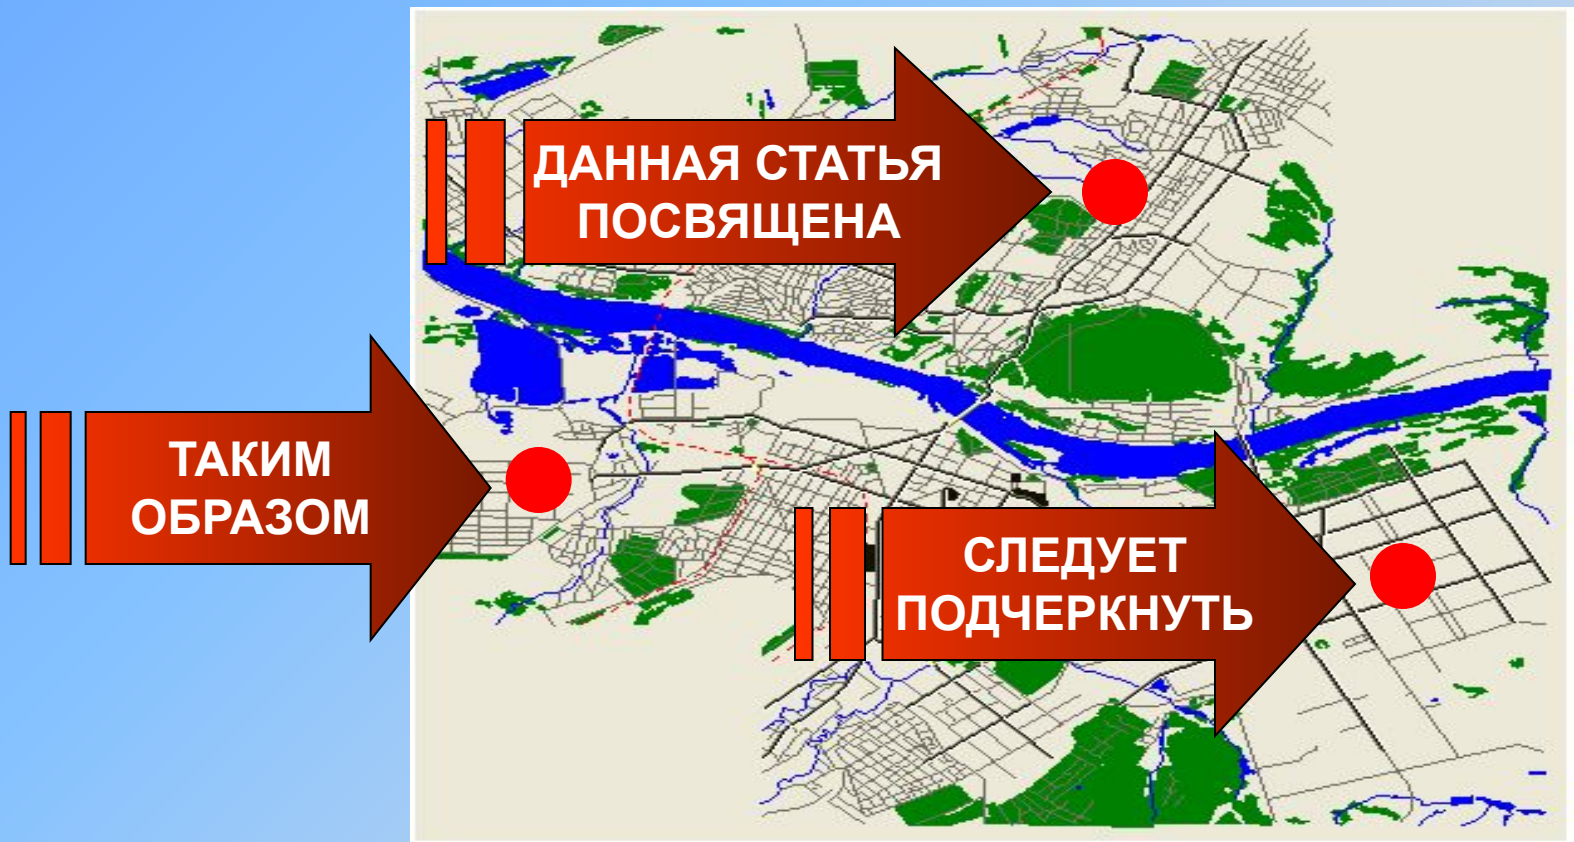 ДАННАЯ СТАТЬЯ
ПОСВЯЩЕНА
ТАКИМ
ОБРАЗОМ
СЛЕДУЕТ
ПОДЧЕРКНУТЬ